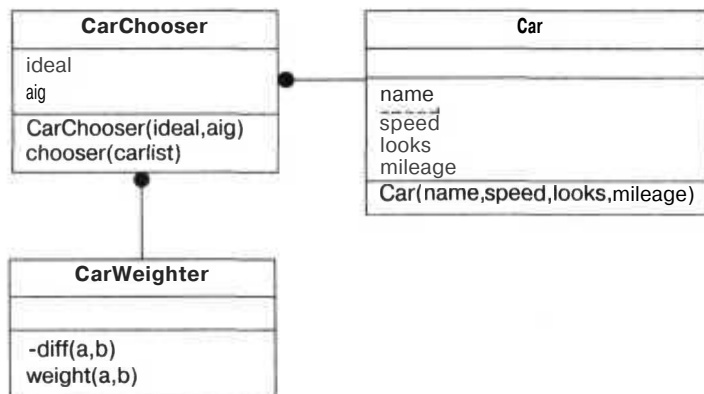 CarChooser
ideal
aig
CarChooser(ideal,aig)
chooser(carlist)
Car
name
speed
looks
mileage
Car(name,speed,looks,mileage)
CarWeighter
-diff(a,b)
weight(a,b)